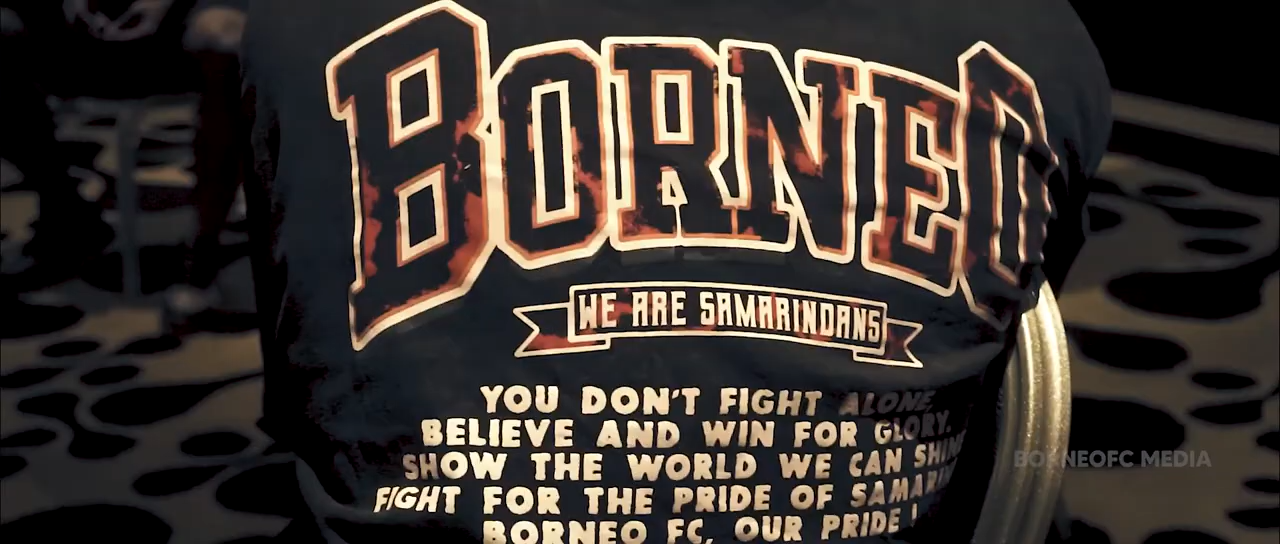 BORNEO
WE ARE SAMARINDANS
YOU DON'T FIGHT ALONE
BELIEVE AND WIN FOR GLORY.
SHOW THE WORLD WE CAN
FIGHT FOR THE PRIDE OF
BORNEO FC, OUR PRIDE !
BORNEOFC MEDIA